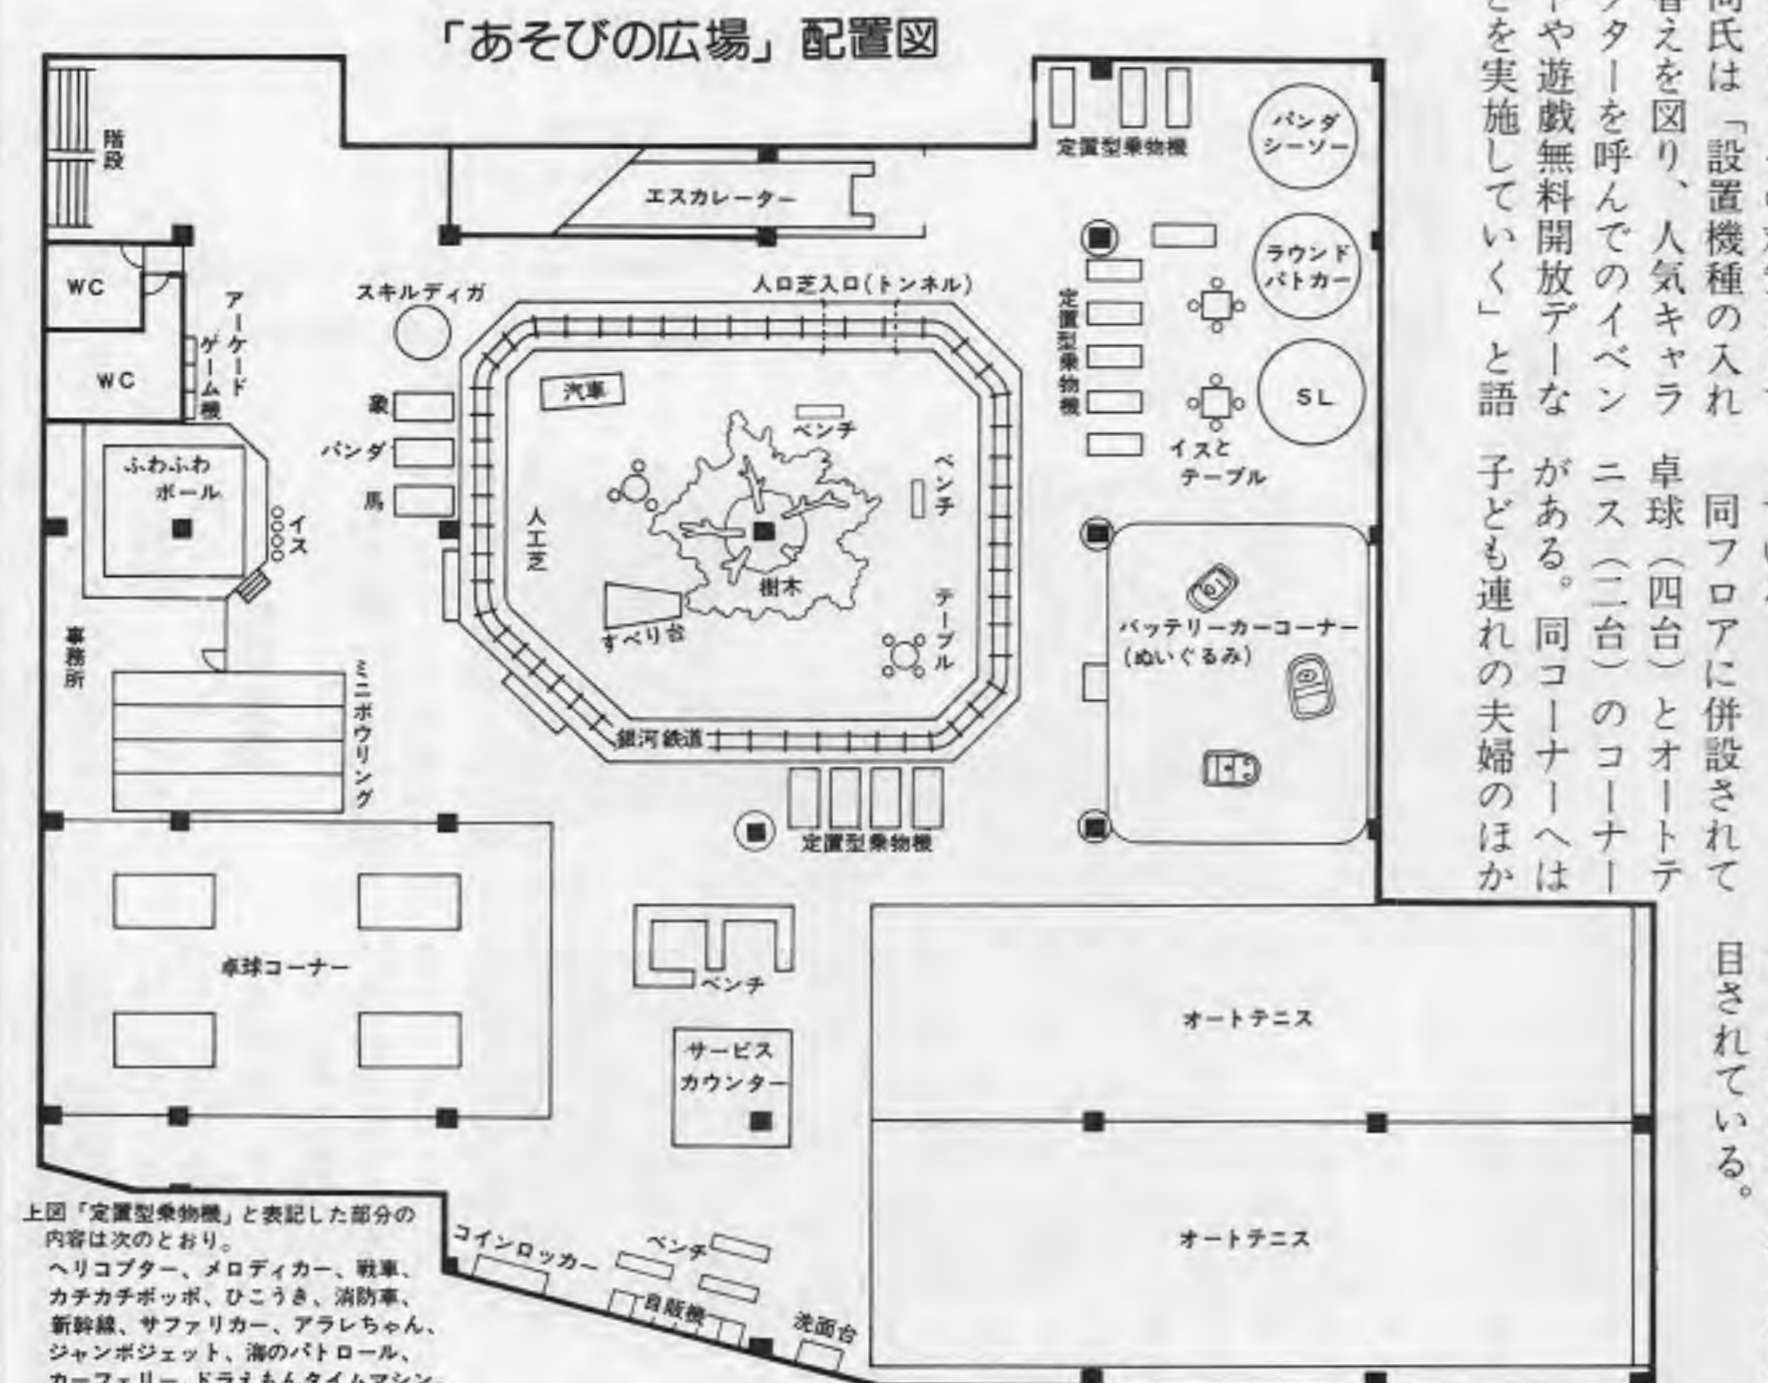 「あそびの広場」配置図
階段
エスカレーター
定置型乗物機
パンダ
シーソー
ラウンド
パトカー
SL
WC
WC
アーケード
ゲーム機
スキルディガ
人口芝入口(トンネル)
定置型乗物機
イスと
テーブル
象
パンダ
馬
汽車
ベンチ
ベンチ
人工芝
樹木
すべり台
テーブル
銀河鉄道
ふわふわ
ボール
イス
事務所
ミニボウリング
バッテリーカーコーナー
(ぬいぐるみ)
定置型乗物機
卓球コーナー
ベンチ
サービス
カウンター
オートテニス
オートテニス
コインロッカー
ベンチ
自販機
洗面台
上図「定置型乗物機」と表記した部分の
内容は次のとおり。
ヘリコプター、メロディカー、戦車、
カチカチポッポ、ひこうき、消防車、
新幹線、サファリカー、アラレちゃん、
ジャンボジェット、海のパトロール、
カーフェリー、ドラえもんタイムマシン、
氏は「設置機種の入れ
替えを図り、人気キャラ
クターを呼んでのイベン
トや遊戯無料開放デーな
どを実施していく」と語
同フロアに併設されて
卓球（四台）とオートテ
ニス（二台）のコーナー
がある。同コーナーへは
子ども連れの夫婦のほか
目されている。